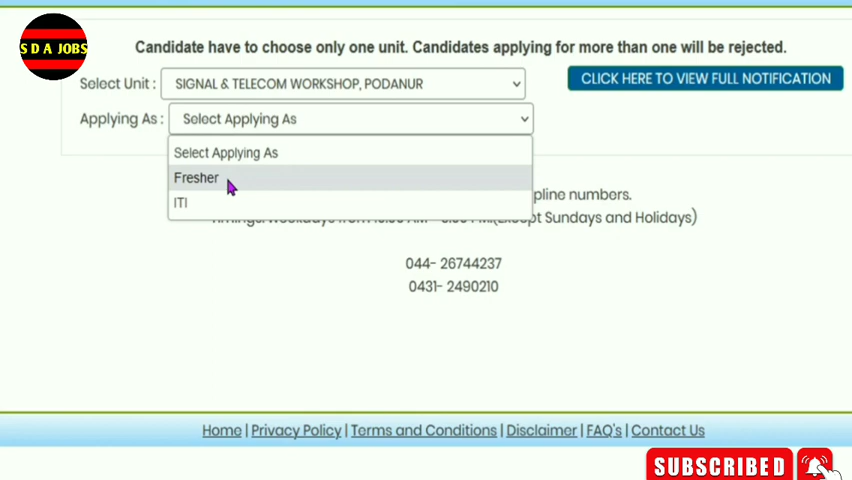 S D A JOBS
Candidate have to choose only one unit. Candidates applying for more than one will be rejected.
Select Unit : SIGNAL & TELECOM WORKSHOP, PODANUR
CLICK HERE TO VIEW FULL NOTIFICATION
Applying As : Select Applying As
Select Applying As
Fresher
ITI
numbers.
(Except Sundays and Holidays)
044- 26744237
0431- 2490210
Home | Privacy Policy | Terms and Conditions | Disclaimer | FAQ's | Contact Us
SUBSCRIBED